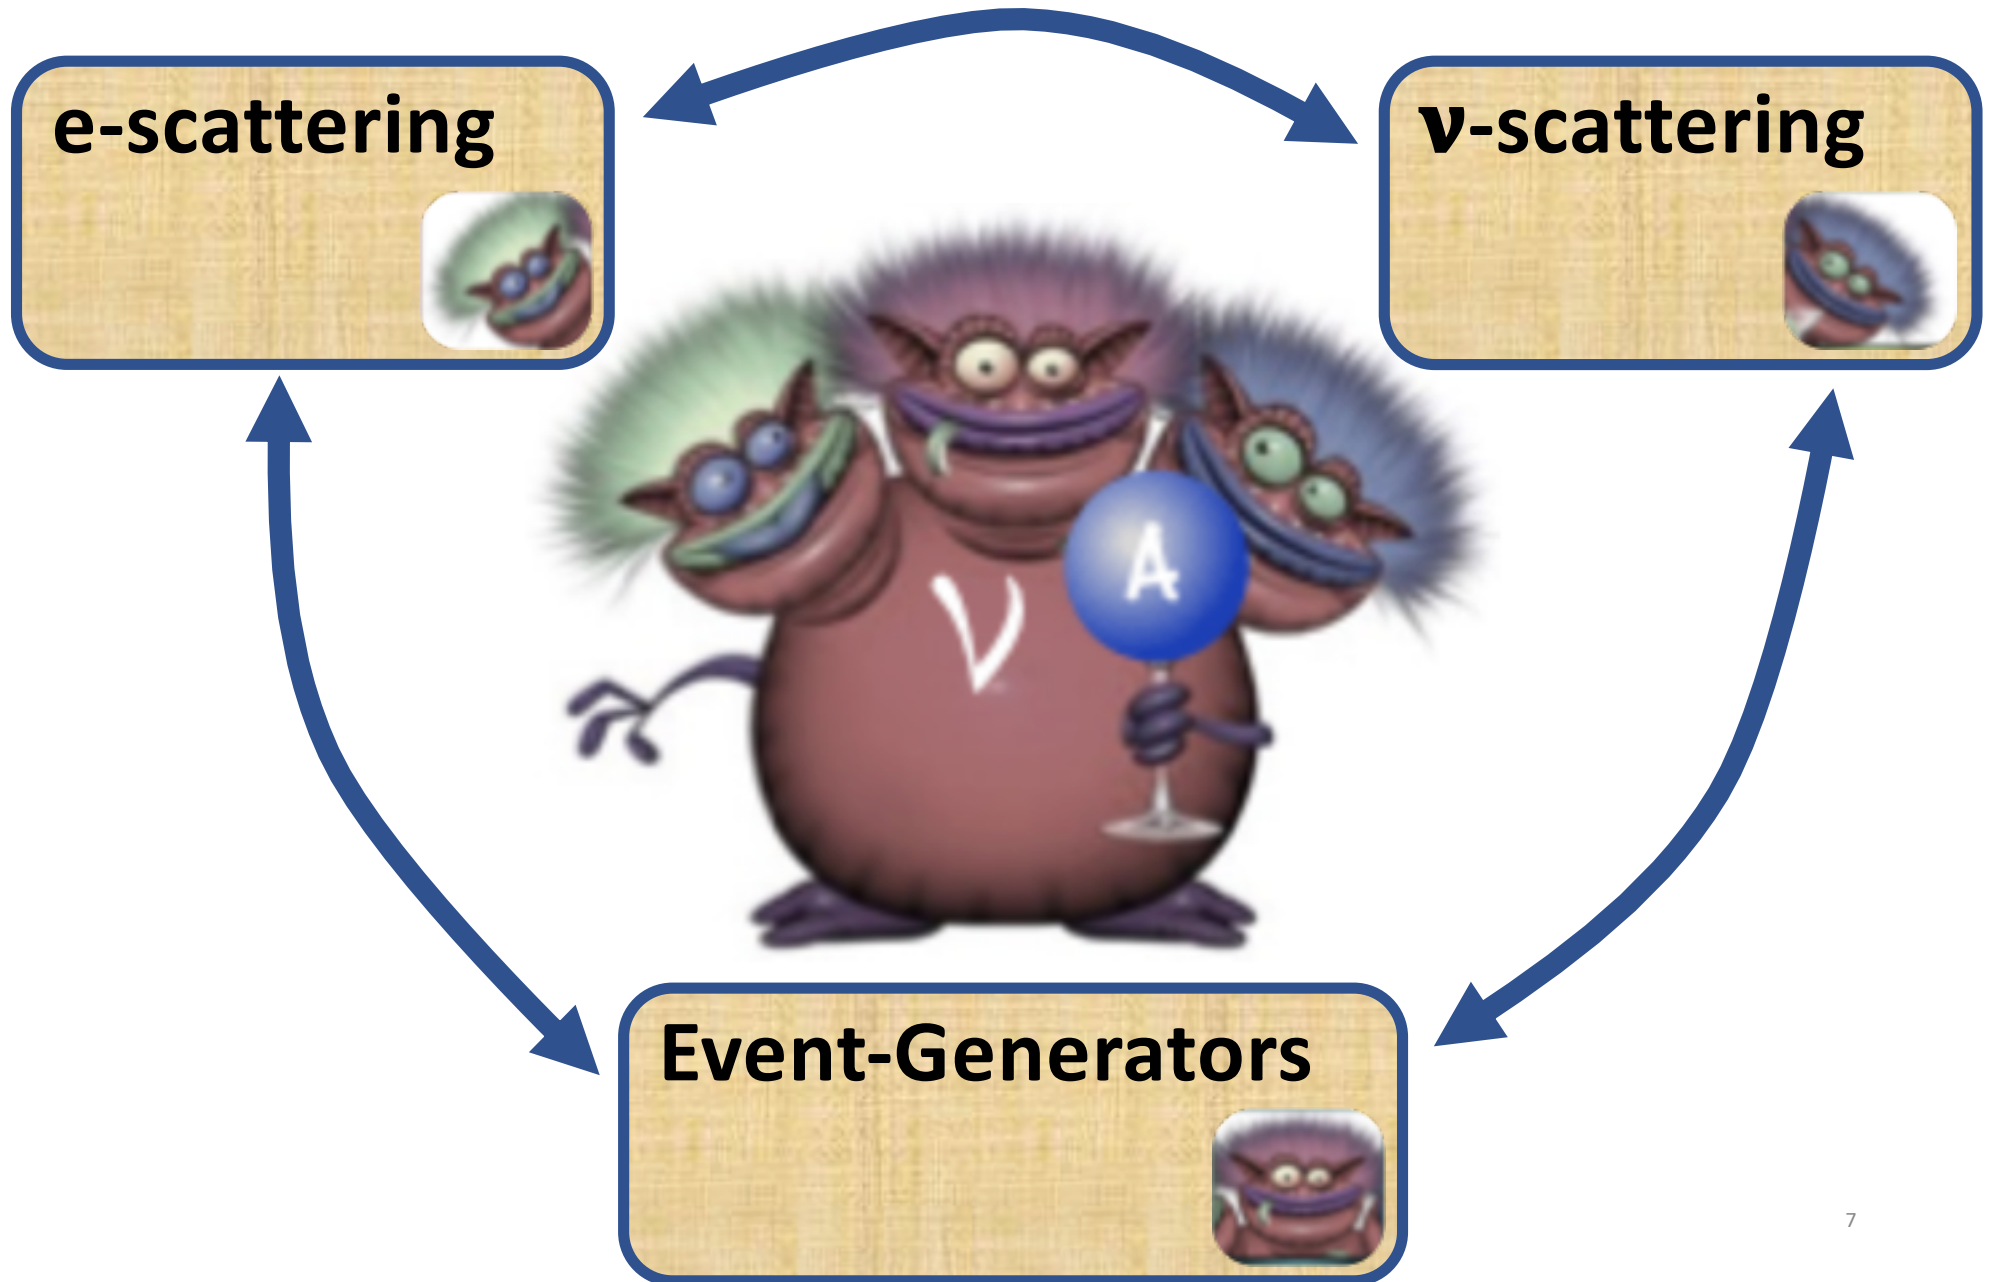 e-scattering
ν-scattering
A
ν
Event-Generators
7